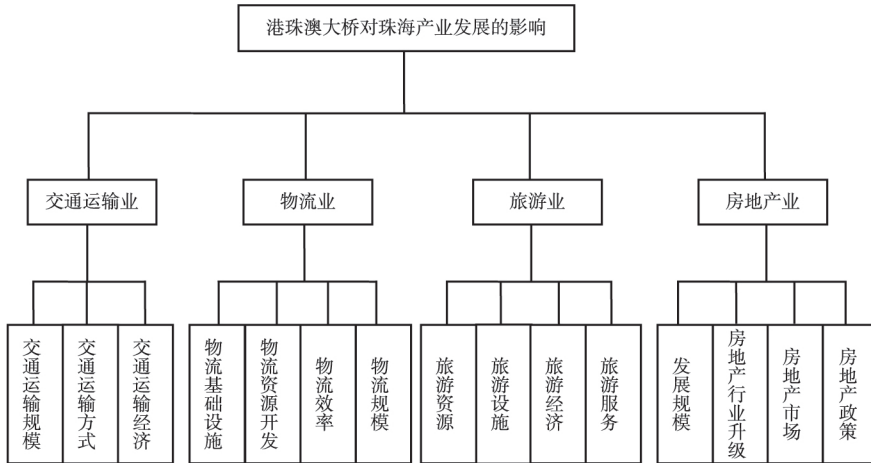 港珠澳大桥对珠海产业发展的影响
交通运输业
物流业
旅游业
房地产业
交通运输规模
交通运输方式
交通运输经济
物流基础设施
物流资源开发
物流效率
物流规模
旅游资源
旅游设施
旅游经济
旅游服务
发展规模
房地产行业升级
房地产市场
房地产政策